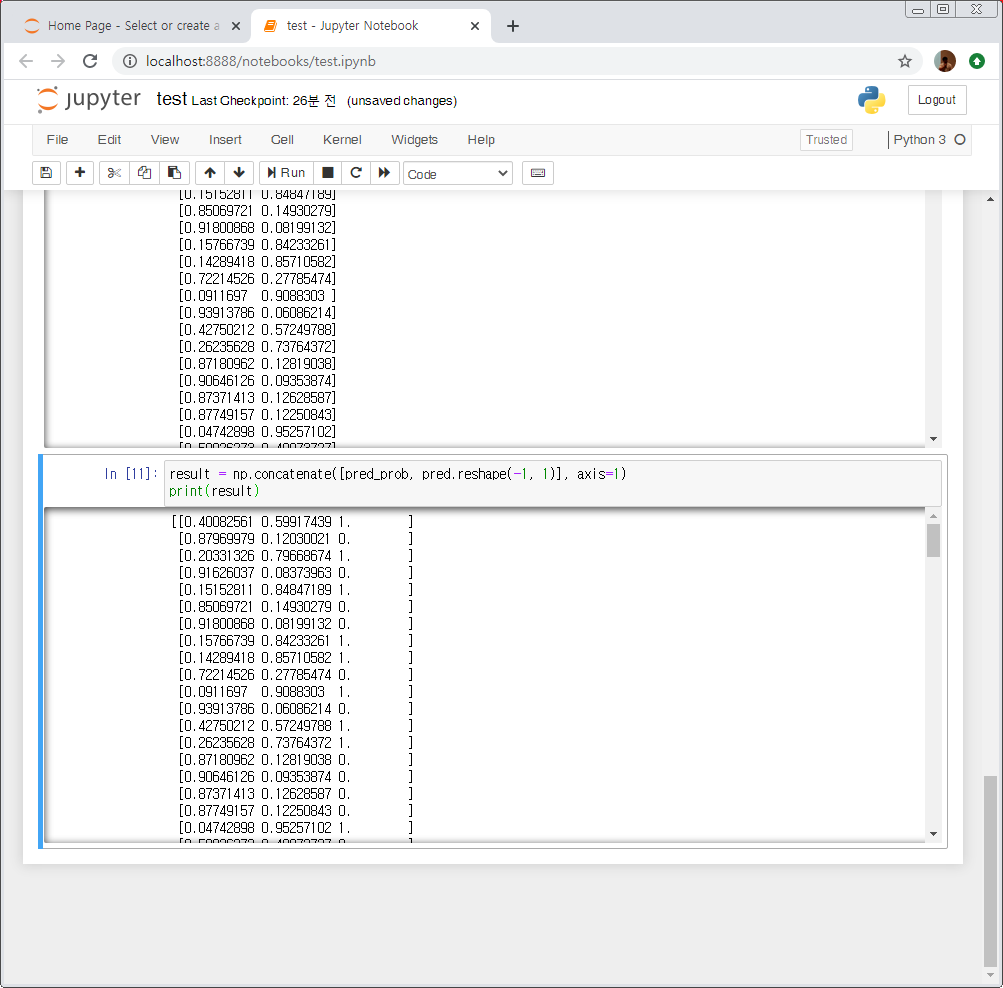 Home Page - Select or create a
test - Jupyter Notebook
localhost:8888/notebooks/test.ipynb
jupyter test Last Checkpoint: 26분 전 (unsaved changes)
Logout
File Edit View Insert Cell Kernel Widgets Help
Trusted
Python 3
Run
Code
[0.15152811 0.84847189]
[0.85069721 0.14930279]
[0.91800868 0.08199132]
[0.15766739 0.84233261]
[0.14289418 0.85710582]
[0.72214526 0.27785474]
[0.0911697  0.9088303 ]
[0.93913786 0.06086214]
[0.42750212 0.57249788]
[0.26235628 0.73764372]
[0.87180962 0.12819038]
[0.90646126 0.09353874]
[0.87371413 0.12628587]
[0.87749157 0.12250843]
[0.04742898 0.95257102]
In [11]: result = np.concatenate([pred_prob, pred.reshape(-1, 1)], axis=1)
print(result)
[[0.40082561 0.59917439 1.        ]
[0.87969979 0.12030021 0.        ]
[0.20331326 0.79668674 1.        ]
[0.91626037 0.08373963 0.        ]
[0.15152811 0.84847189 1.        ]
[0.85069721 0.14930279 0.        ]
[0.91800868 0.08199132 0.        ]
[0.15766739 0.84233261 1.        ]
[0.14289418 0.85710582 1.        ]
[0.72214526 0.27785474 0.        ]
[0.0911697  0.9088303  1.        ]
[0.93913786 0.06086214 0.        ]
[0.42750212 0.57249788 1.        ]
[0.26235628 0.73764372 1.        ]
[0.87180962 0.12819038 0.        ]
[0.90646126 0.09353874 0.        ]
[0.87371413 0.12628587 0.        ]
[0.87749157 0.12250843 0.        ]
[0.04742898 0.95257102 1.        ]